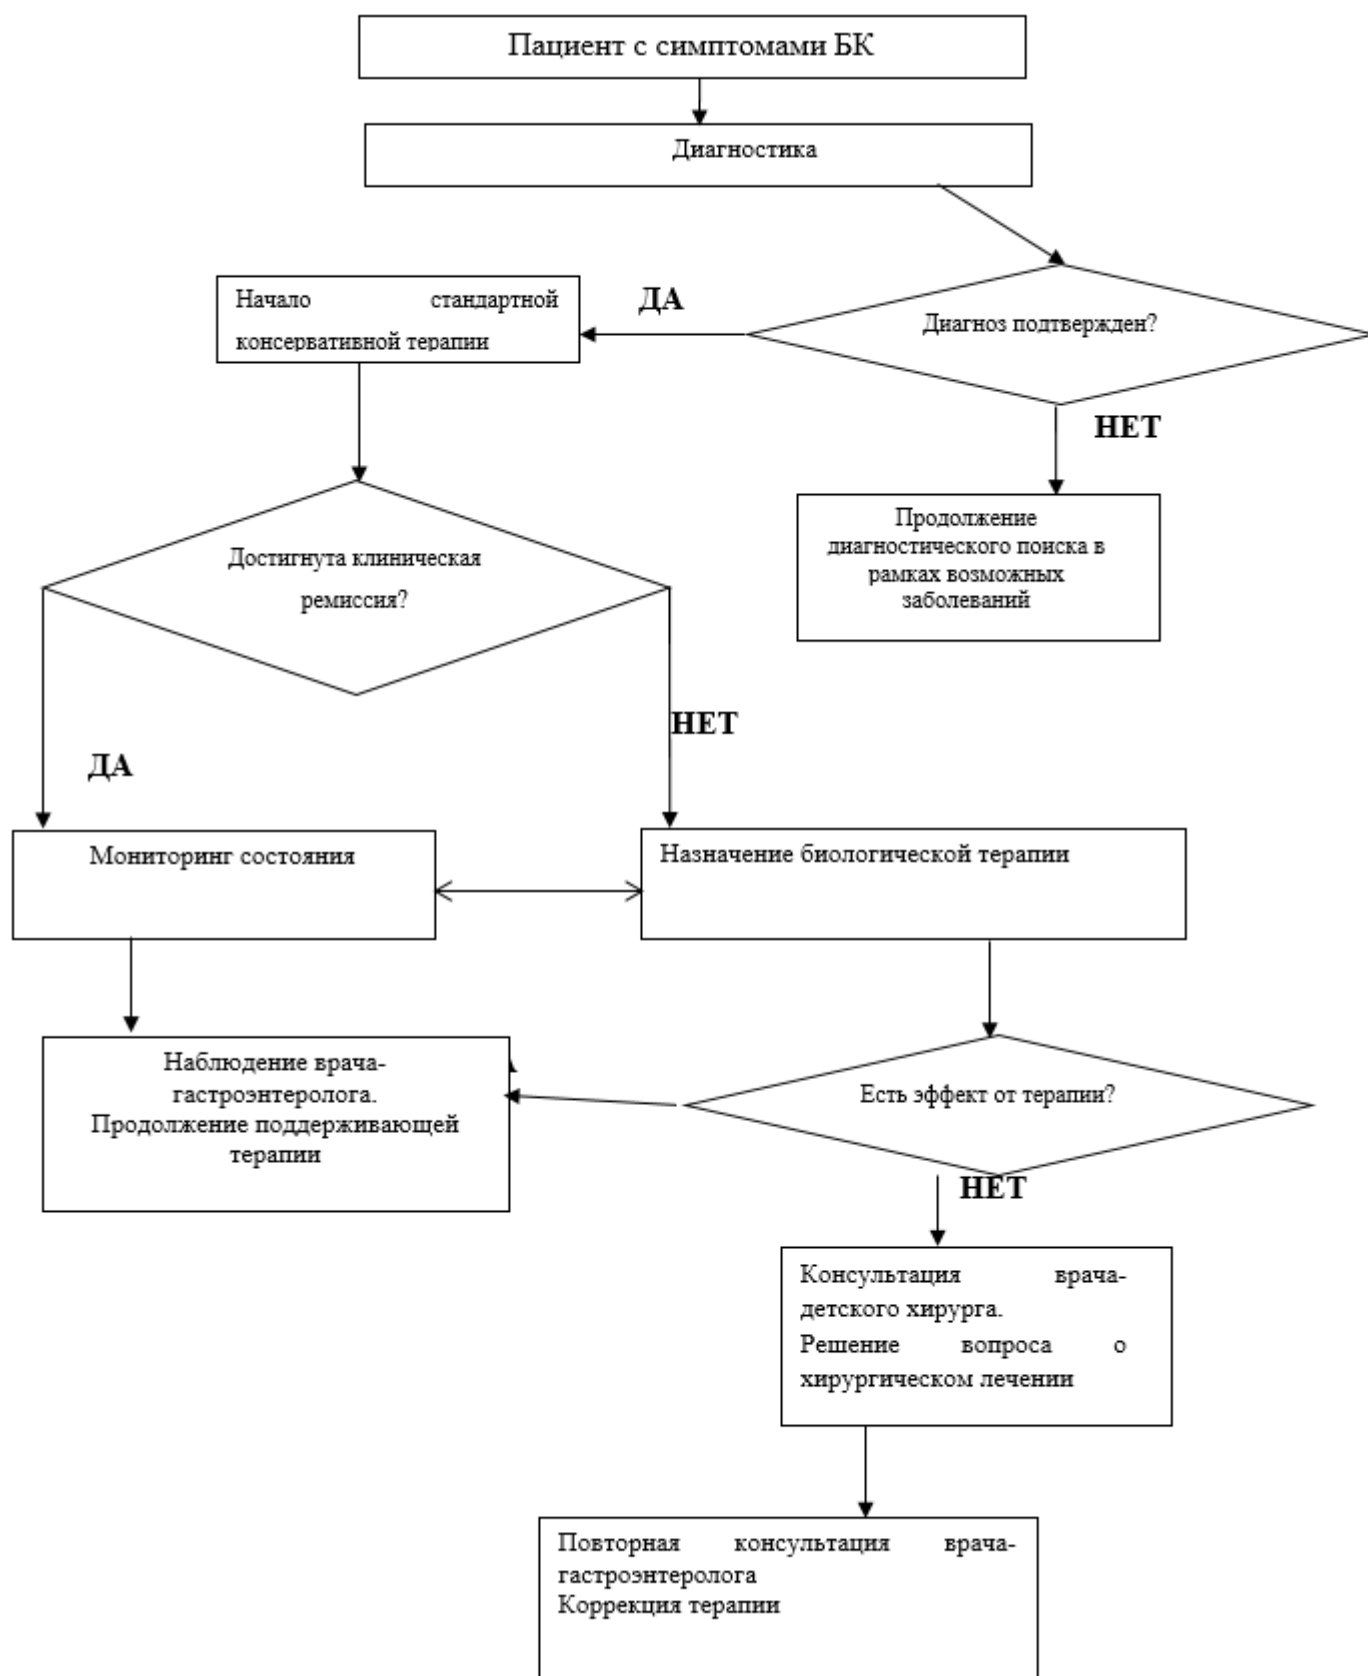 Пациент с симптомами БК
Диагностика
Диагноз подтвержден?
ДА
Начало стандартной
консервативной терапии
НЕТ
Продолжение
диагностического поиска в
рамках возможных
заболеваний
Достигнута клиническая
ремиссия?
НЕТ
ДА
Мониторинг состояния
Назначение биологической терапии
Наблюдение врача-
гастроэнтеролога.
Продолжение поддерживающей
терапии
Есть эффект от терапии?
НЕТ
Консультация врача-
детского хирурга.
Решение вопроса о
хирургическом лечении
Повторная консультация врача-
гастроэнтеролога
Коррекция терапии